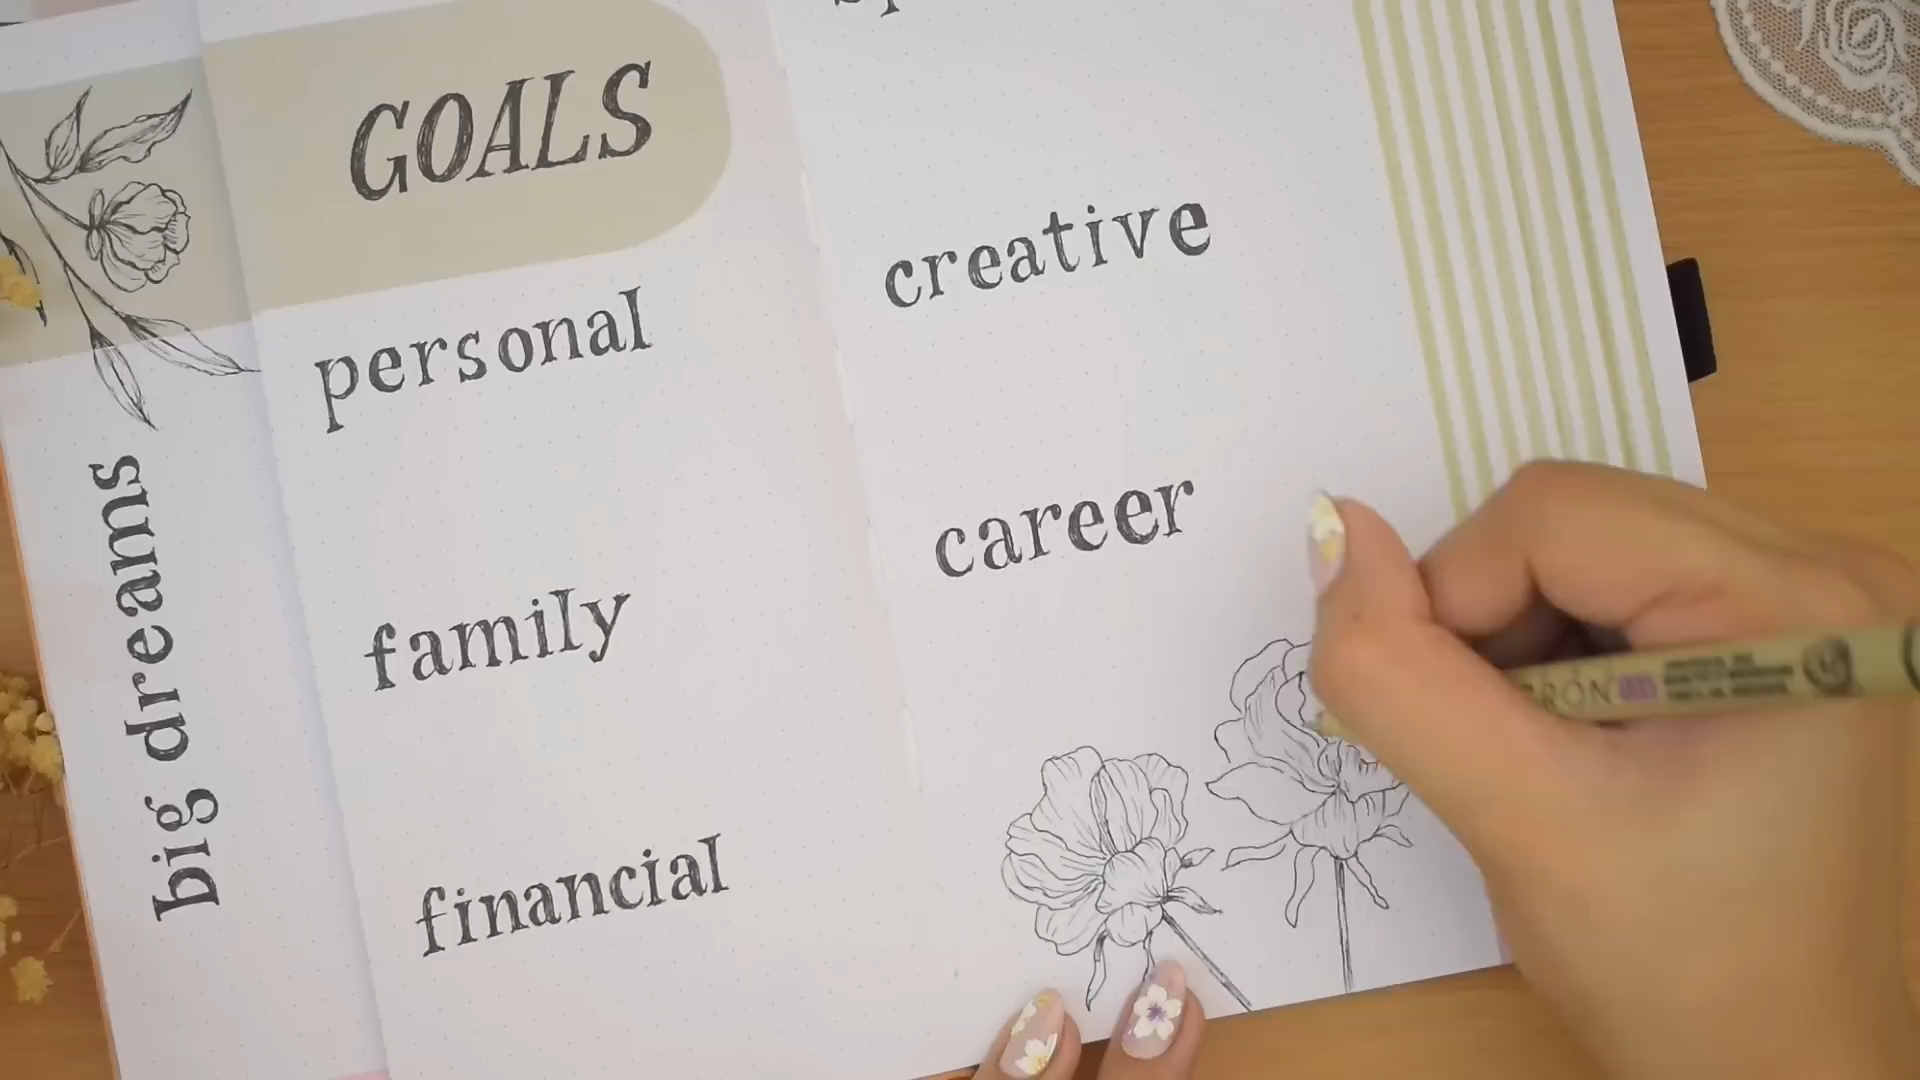 GOALS
personal
family
financial
big dreams
creative
career